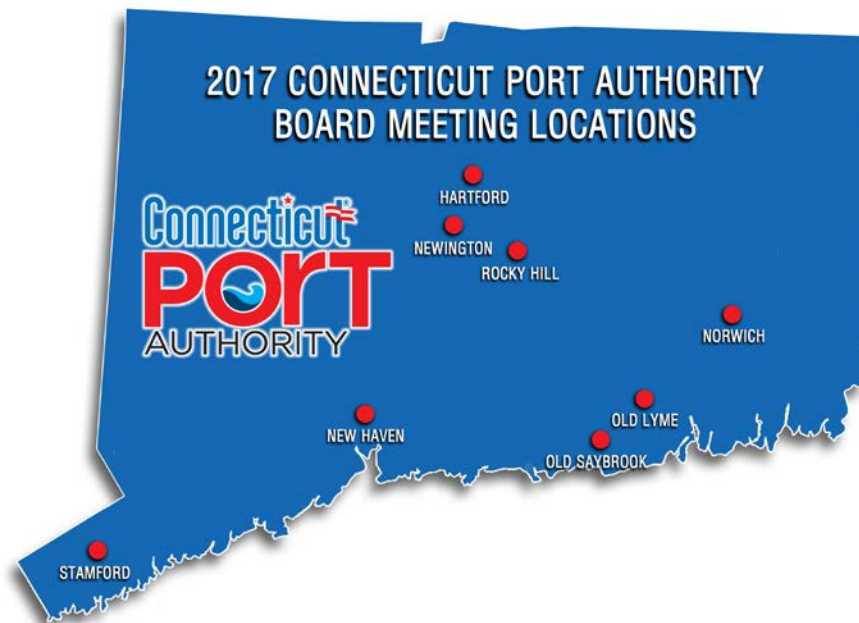 2017 CONNECTICUT PORT AUTHORITY
BOARD MEETING LOCATIONS
HARTFORD
Connecticut
NEWINGTON
ROCKY HILL
PORT
AUTHORITY
NORWICH
NEW HAVEN
OLD LYME
OLD SAYBROOK
STAMFORD